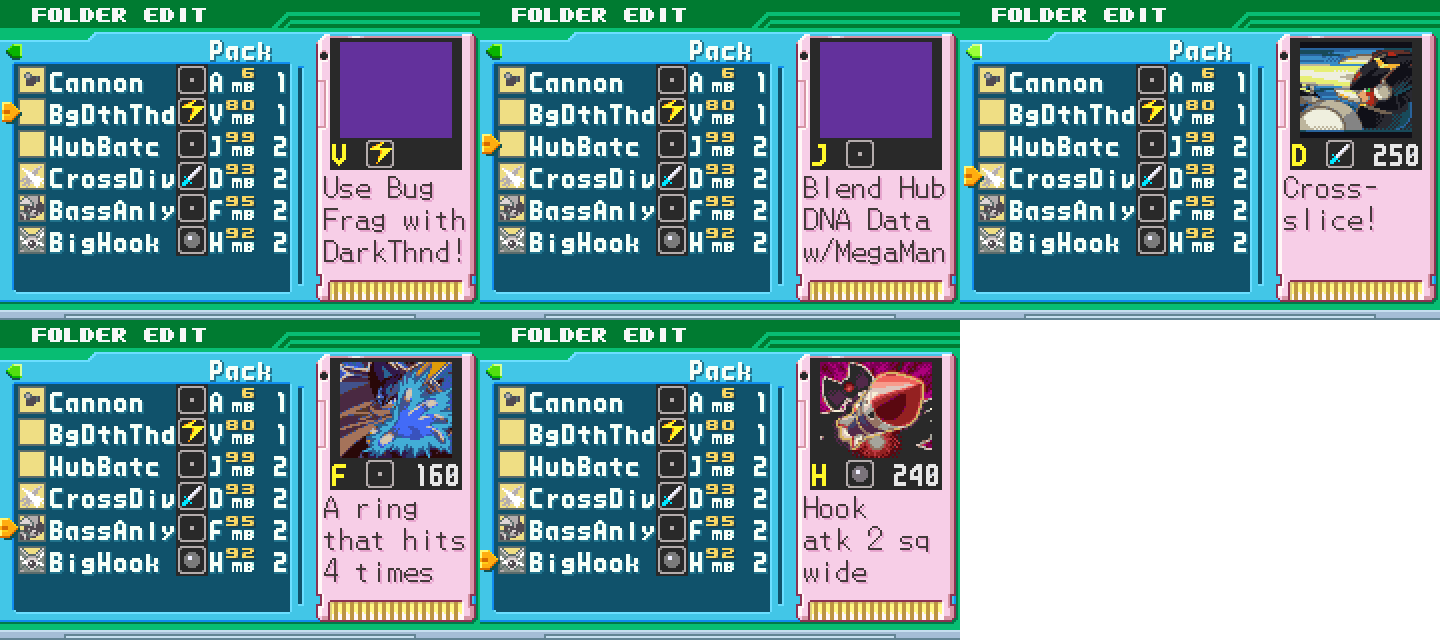 FOLDER EDIT
Pack
Cannon A 6 MB 1
BgDthThd V 80 MB 1
HubBatc J 99 MB 2
CrossDiv D 93 MB 2
BassAnly F 95 MB 2
BigHook H 92 MB 2
V
Use Bug
Frag with
DarkThnd!
FOLDER EDIT
Pack
Cannon A 6 MB 1
BgDthThd V 80 MB 1
HubBatc J 99 MB 2
CrossDiv D 93 MB 2
BassAnly F 95 MB 2
BigHook H 92 MB 2
J
Blend Hub
DNA Data
w/MegaMan
FOLDER EDIT
Pack
Cannon A 6 MB 1
BgDthThd V 80 MB 1
HubBatc J 99 MB 2
CrossDiv D 93 MB 2
BassAnly F 95 MB 2
BigHook H 92 MB 2
D 250
Cross-
slice!
FOLDER EDIT
Pack
Cannon A 6 MB 1
BgDthThd V 80 MB 1
HubBatc J 99 MB 2
CrossDiv D 93 MB 2
BassAnly F 95 MB 2
BigHook H 92 MB 2
F 160
A ring
that hits
4 times
FOLDER EDIT
Pack
Cannon A 6 MB 1
BgDthThd V 80 MB 1
HubBatc J 99 MB 2
CrossDiv D 93 MB 2
BassAnly F 95 MB 2
BigHook H 92 MB 2
H 240
Hook
atk 2 sq
wide